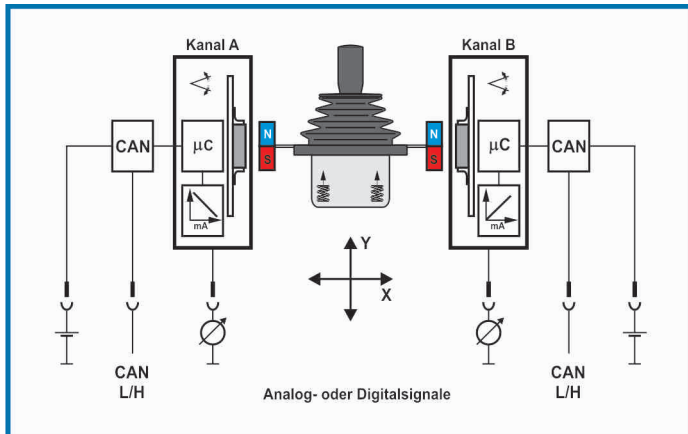 Kanal A
Kanal B
CAN
µC
N
S
N
S
µC
CAN
mA
mA
Y
X
CAN
L/H
CAN
L/H
Analog- oder Digitalsignale